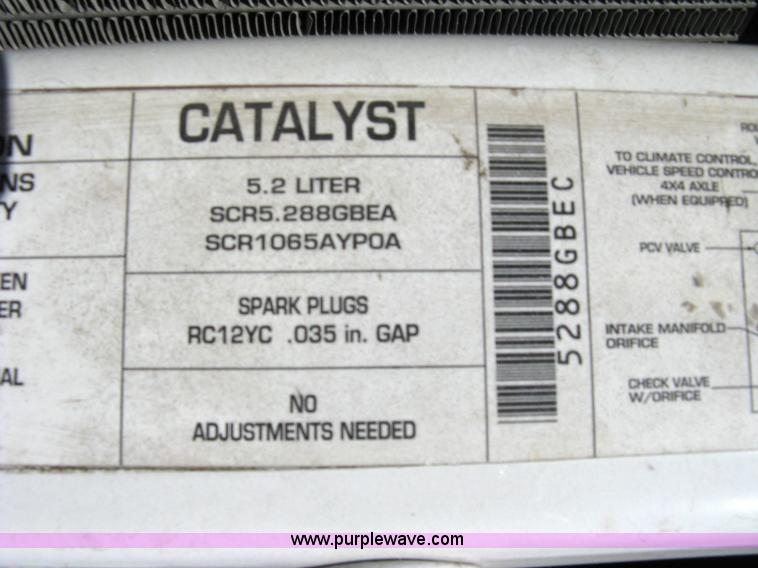 ON
NS
Y
EN
ER
AL
CATALYST
5.2 LITER
SCR5.288GBEA
SCR1065AYPOA
SPARK PLUGS
RC12YC .035 in. GAP
NO
ADJUSTMENTS NEEDED
5288GBEC
TO CLIMATE CONTROL,
VEHICLE SPEED CONTRO
4X4 AXLE
(WHEN EQUIPPED)
PCV VALVE
INTAKE MANIFOLD
ORIFICE
CHECK VALVE
W/ORIFICE
www.purplewave.com